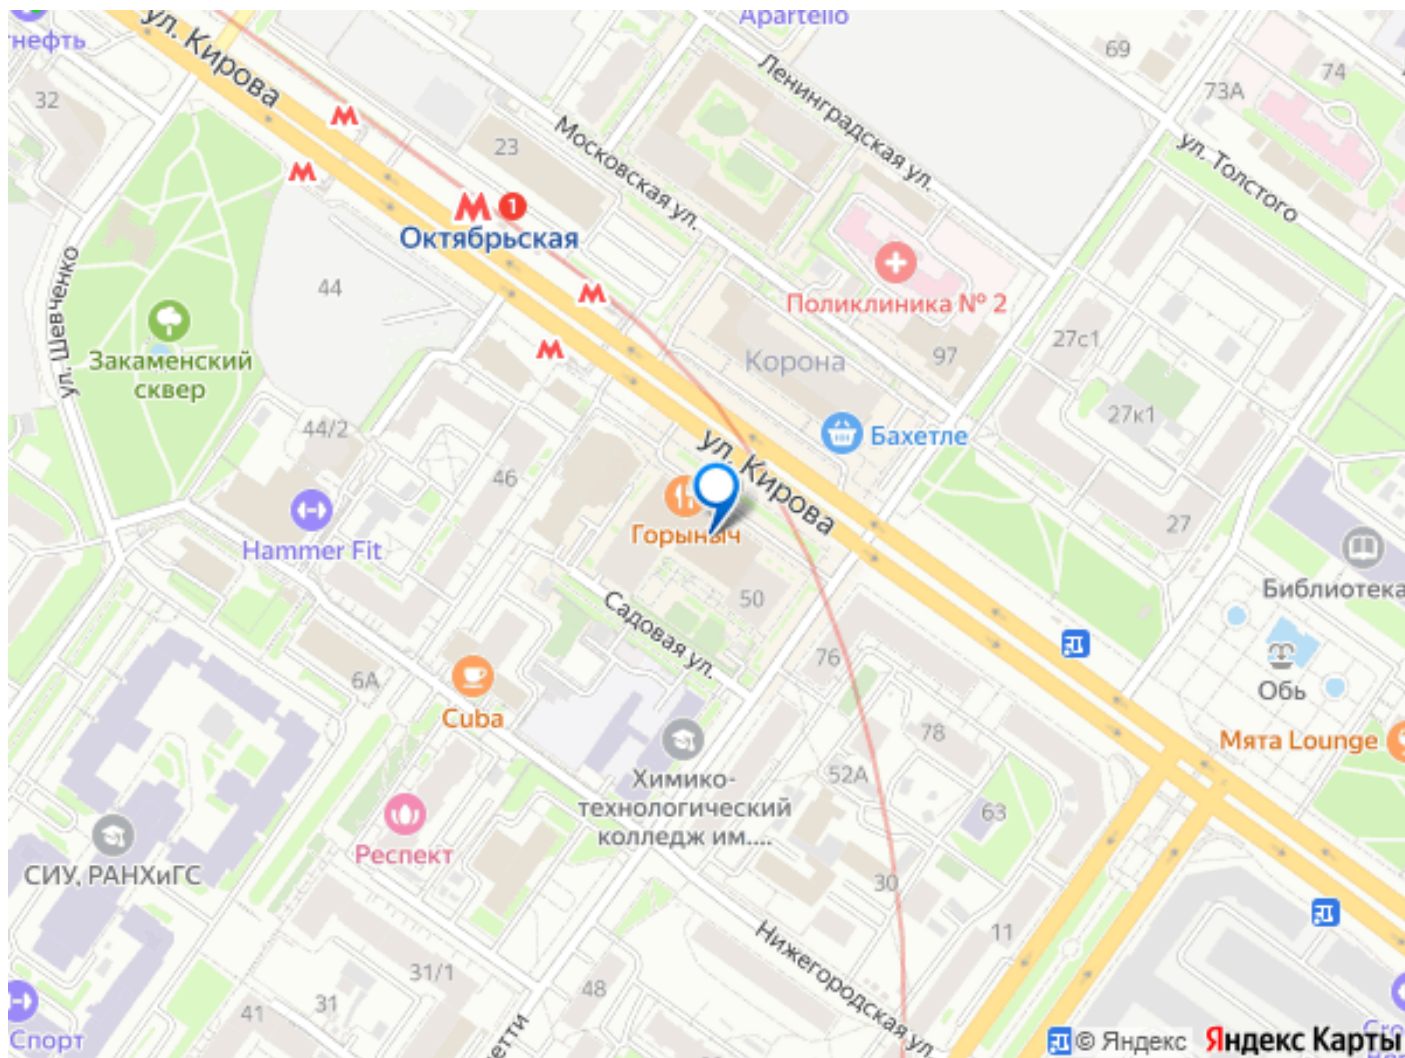 Apartello
нефть
ул. Кирова
69
74
73А
32
Ленинградская ул.
23
Московская ул.
ул. Толстого
М
М
М 1
Октябрьская
ул. Шевченко
44
М
Поликлиника № 2
Закаменский
сквер
М
27с1
97
Корона
27к1
44/2
Бахетле
46
ул. Кирова
27
Hammer Fit
Горыныч
Библиотека
50
Садовая ул.
76
6А
Обь
Cuba
78
Мята Lounge
52А
Химико-
технологический
колледж им....
63
Респект
СИУ, РАНХиГС
30
11
Нижегородская ул.
31/1
48
31
41
Спорт
етти
© Яндекс
Яндекс Карты